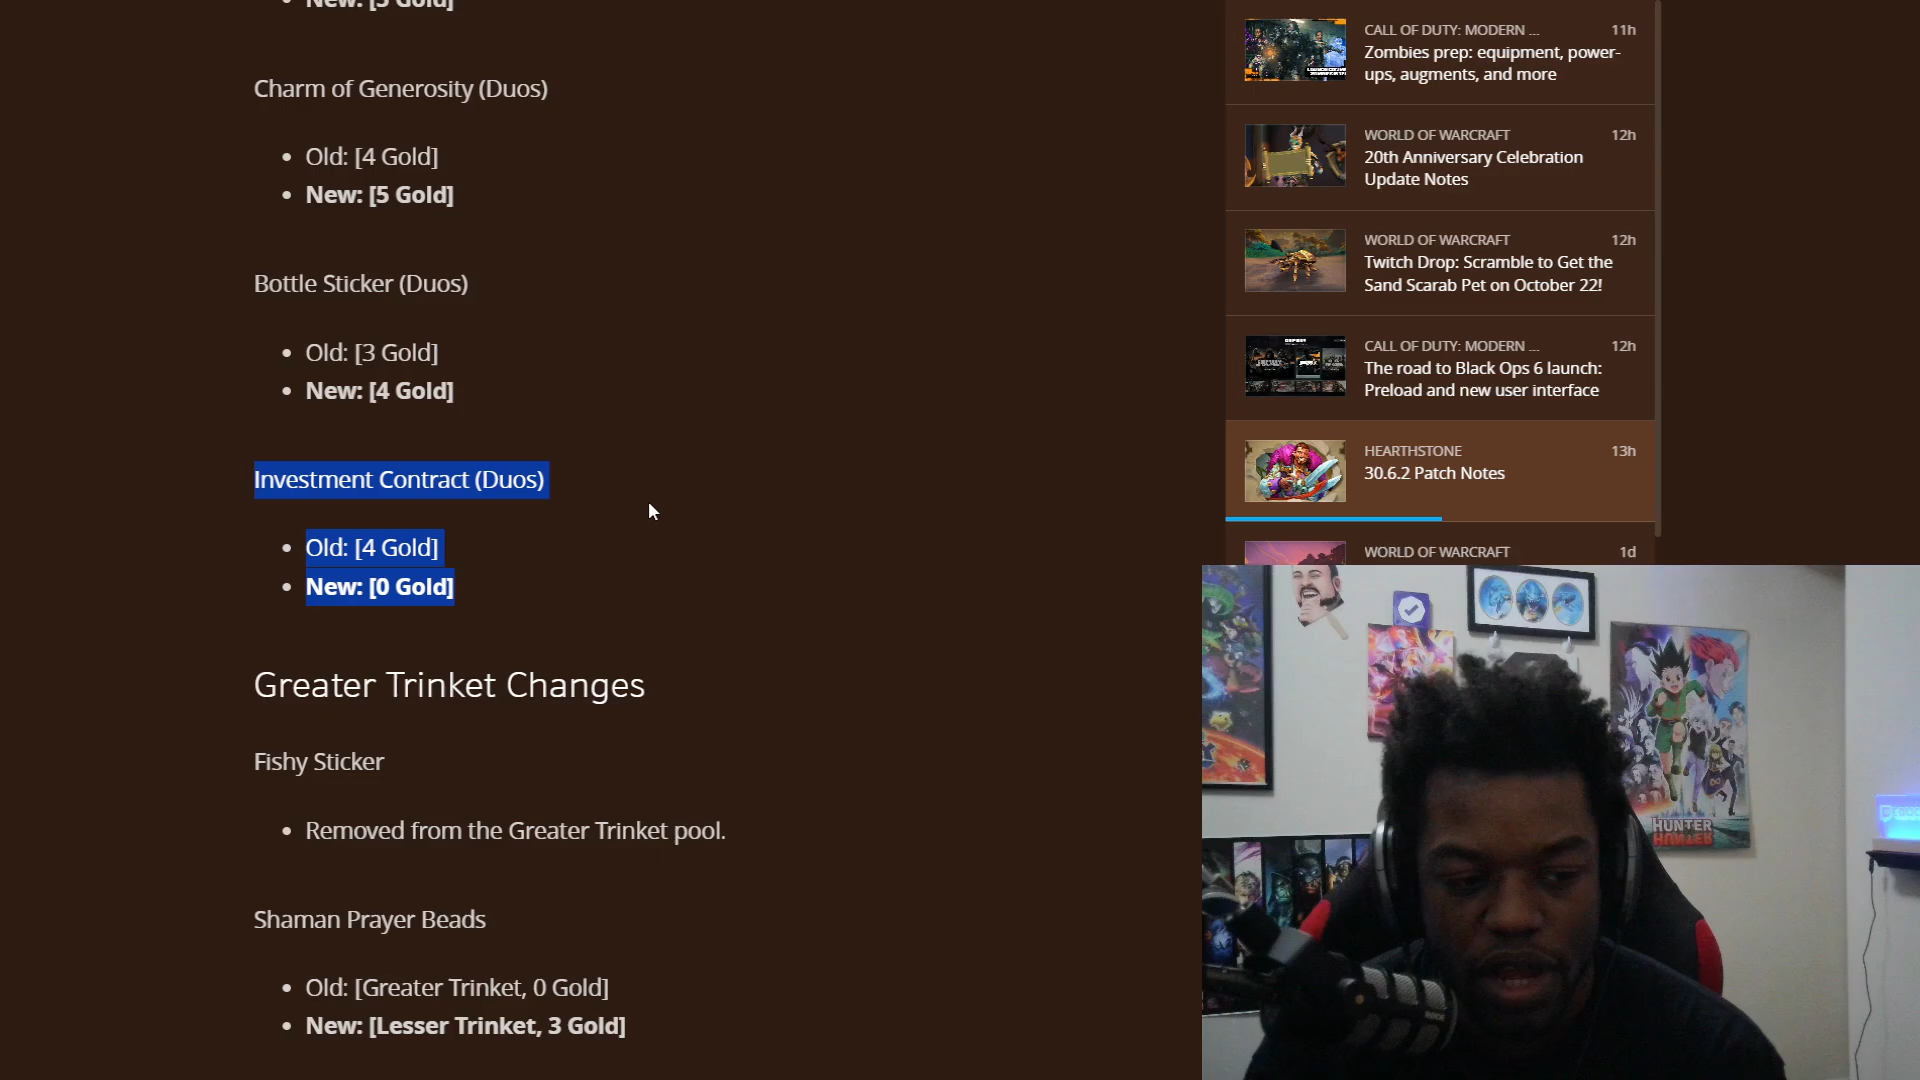 New: [5 Gold]
Charm of Generosity (Duos)
Old: [4 Gold]
New: [5 Gold]
Bottle Sticker (Duos)
Old: [3 Gold]
New: [4 Gold]
Investment Contract (Duos)
Old: [4 Gold]
New: [0 Gold]
Greater Trinket Changes
Fishy Sticker
Removed from the Greater Trinket pool.
Shaman Prayer Beads
Old: [Greater Trinket, 0 Gold]
New: [Lesser Trinket, 3 Gold]
CALL OF DUTY: MODERN ... 11h
Zombies prep: equipment, power-
ups, augments, and more
WORLD OF WARCRAFT 12h
20th Anniversary Celebration
Update Notes
WORLD OF WARCRAFT 12h
Twitch Drop: Scramble to Get the
Sand Scarab Pet on October 22!
CALL OF DUTY: MODERN ... 12h
The road to Black Ops 6 launch:
Preload and new user interface
HEARTHSTONE 13h
30.6.2 Patch Notes
WORLD OF WARCRAFT 1d
HUNTER
HUNTER